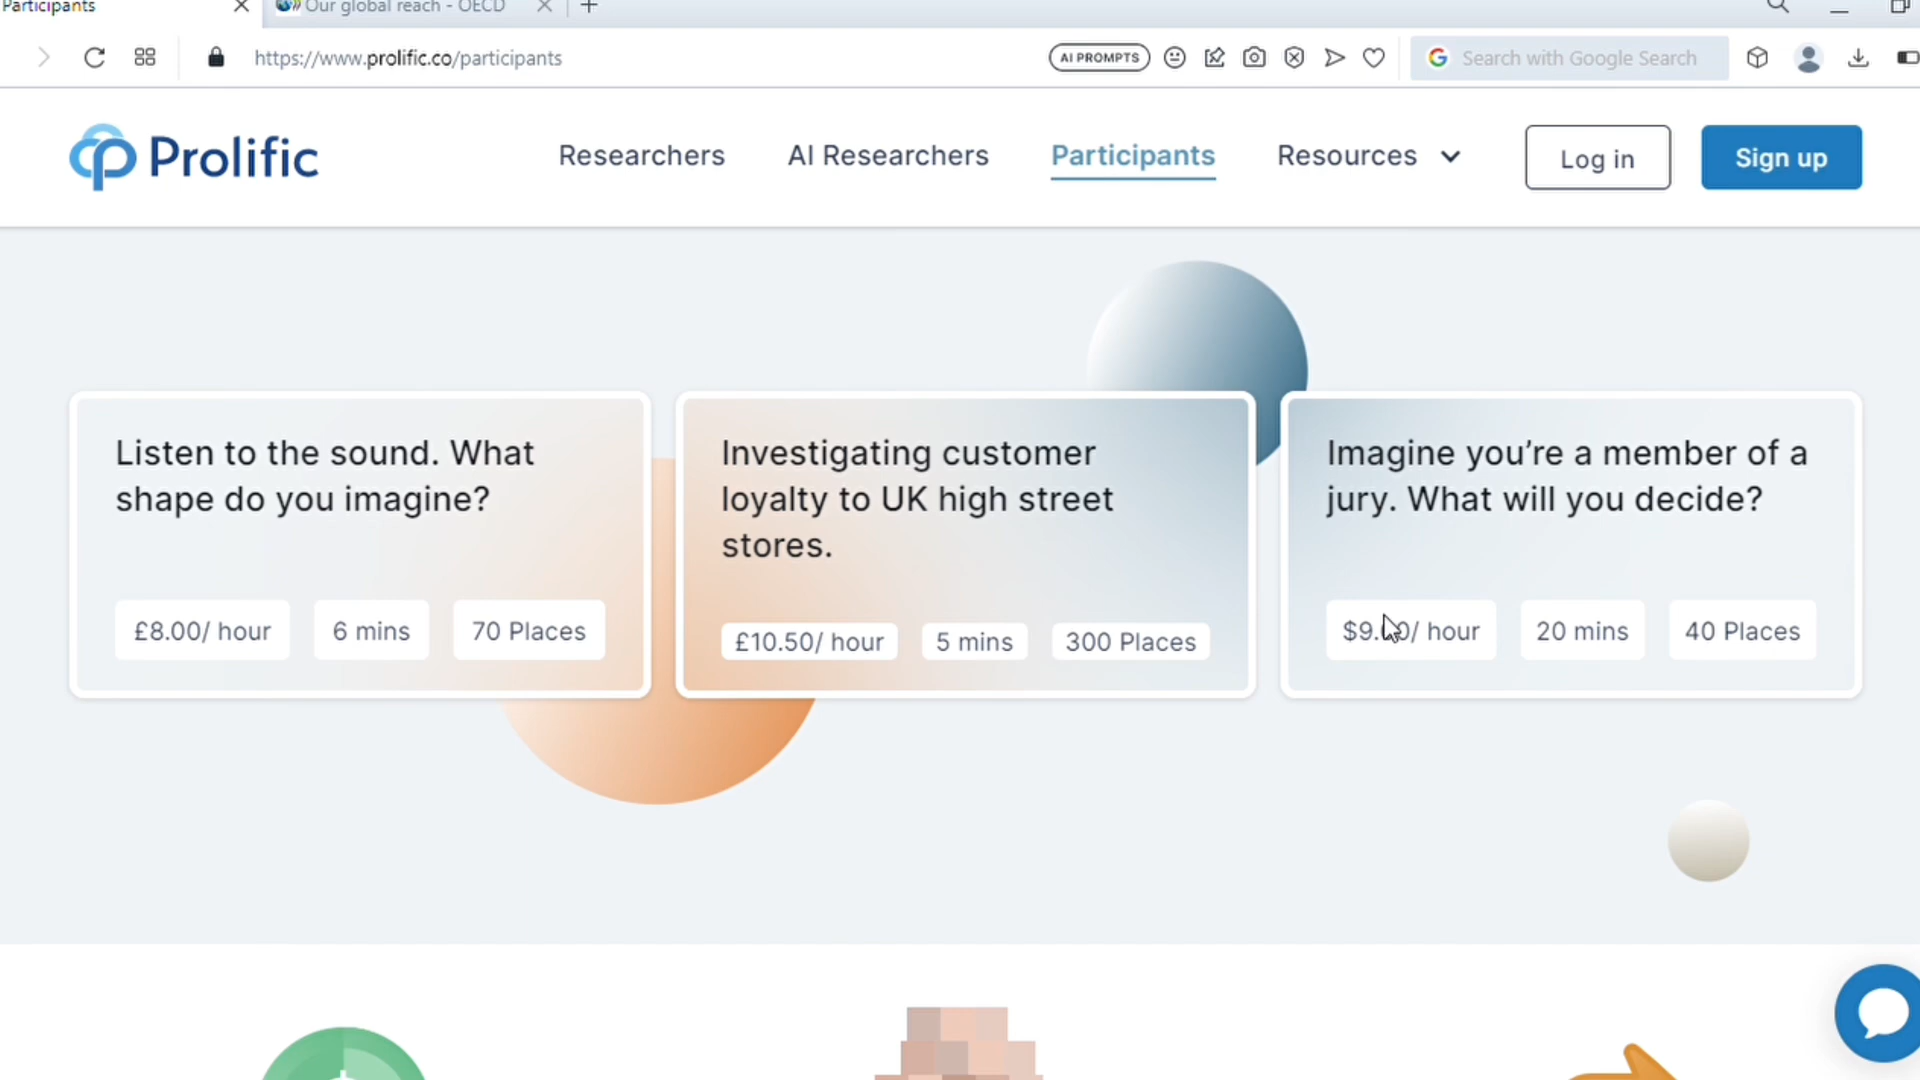 Participants
Our global reach - OECD
https://www.prolific.co/participants
AI PROMPTS
Search with Google Search
Prolific
Researchers
AI Researchers
Participants
Resources
Log in
Sign up
Listen to the sound. What
shape do you imagine?
£8.00/ hour
6 mins
70 Places
Investigating customer
loyalty to UK high street
stores.
£10.50/ hour
5 mins
300 Places
Imagine you’re a member of a
jury. What will you decide?
/ hour
20 mins
40 Places